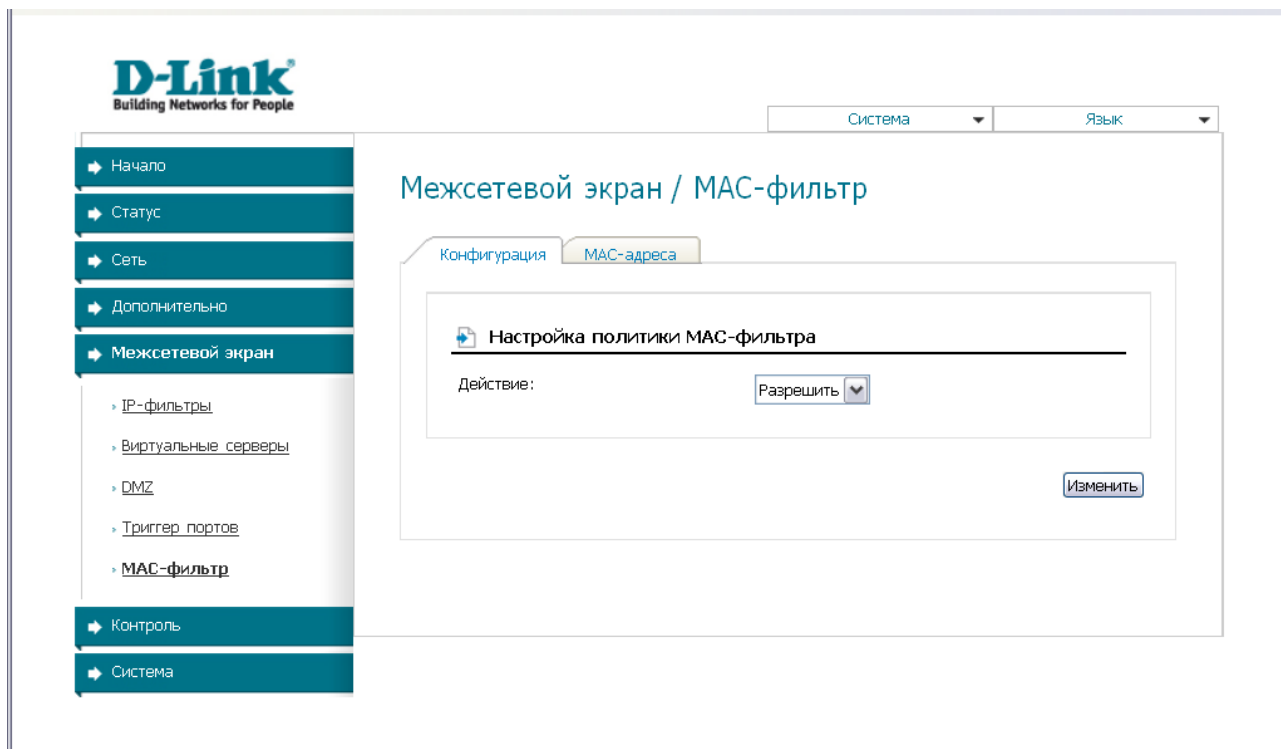 D-Link
Building Networks for People
Система
Язык
Начало
Статус
Сеть
Дополнительно
Межсетевой экран
IP-фильтры
Виртуальные серверы
DMZ
Триггер портов
MAC-фильтр
Контроль
Система
Межсетевой экран / MAC-фильтр
Конфигурация
MAC-адреса
Настройка политики MAC-фильтра
Действие:
Разрешить
Изменить